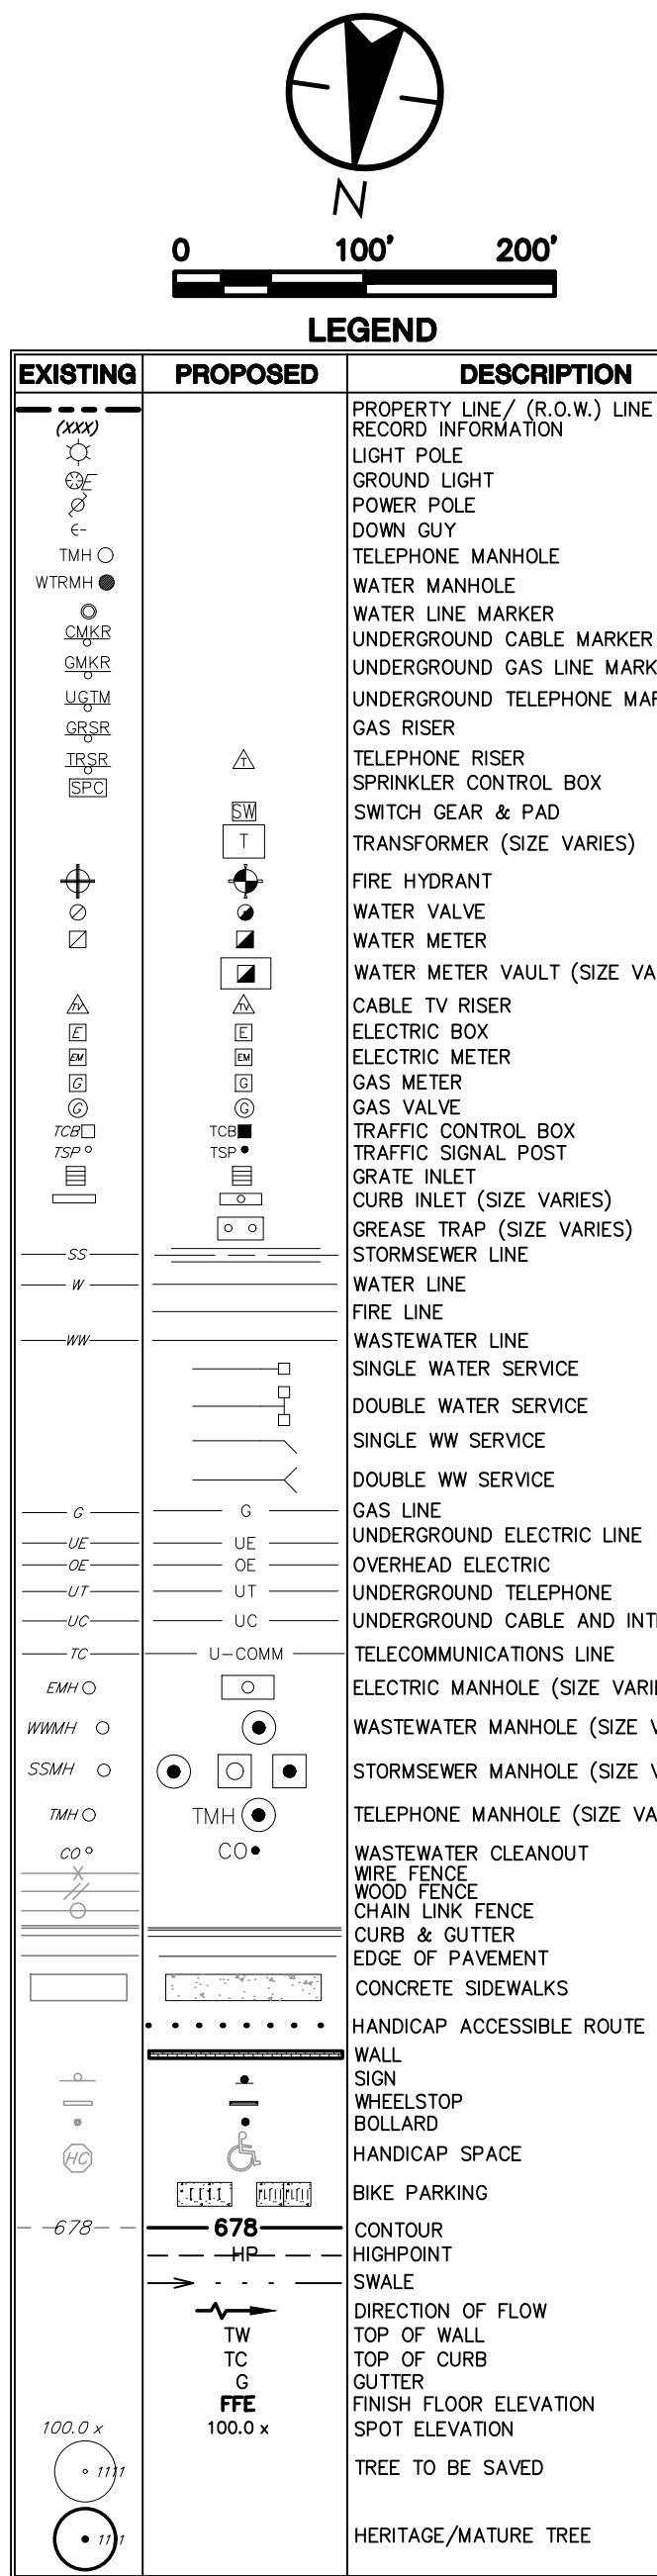 N
0 100' 200'
LEGEND
EXISTING PROPOSED DESCRIPTION
PROPERTY LINE/ (R.O.W.) LINE
(XXX) RECORD INFORMATION
LIGHT POLE
E GROUND LIGHT
POWER POLE
DOWN GUY
TMH TELEPHONE MANHOLE
WTRMH WATER MANHOLE
WATER LINE MARKER
CMKR UNDERGROUND CABLE MARKER
GMKR UNDERGROUND GAS LINE MARK
UGTM UNDERGROUND TELEPHONE MAR
GRSR GAS RISER
TRSR T TELEPHONE RISER
SPC SPRINKLER CONTROL BOX
SW SWITCH GEAR & PAD
T TRANSFORMER (SIZE VARIES)
FIRE HYDRANT
WATER VALVE
WATER METER
WATER METER VAULT (SIZE VA
TV TV CABLE TV RISER
E E ELECTRIC BOX
EM EM ELECTRIC METER
G G GAS METER
G G GAS VALVE
TCB TCB TRAFFIC CONTROL BOX
TSP TSP TRAFFIC SIGNAL POST
GRATE INLET
CURB INLET (SIZE VARIES)
GREASE TRAP (SIZE VARIES)
SS STORMSEWER LINE
W WATER LINE
FIRE LINE
WW WASTEWATER LINE
SINGLE WATER SERVICE
DOUBLE WATER SERVICE
SINGLE WW SERVICE
DOUBLE WW SERVICE
G G GAS LINE
UE UE UNDERGROUND ELECTRIC LINE
OE OE OVERHEAD ELECTRIC
UT UT UNDERGROUND TELEPHONE
UC UC UNDERGROUND CABLE AND INT
TC U-COMM TELECOMMUNICATIONS LINE
EMH ELECTRIC MANHOLE (SIZE VARI
WWMH WASTEWATER MANHOLE (SIZE V
SSMH STORMSEWER MANHOLE (SIZE V
TMH TMH TELEPHONE MANHOLE (SIZE VA
CO CO WASTEWATER CLEANOUT
WIRE FENCE
WOOD FENCE
CHAIN LINK FENCE
CURB & GUTTER
EDGE OF PAVEMENT
CONCRETE SIDEWALKS
HANDICAP ACCESSIBLE ROUTE
WALL
SIGN
WHEELSTOP
BOLLARD
HC HANDICAP SPACE
BIKE PARKING
678 678 CONTOUR
HP HIGHPOINT
SWALE
DIRECTION OF FLOW
TW TOP OF WALL
TC TOP OF CURB
G GUTTER
FFE FINISH FLOOR ELEVATION
100.0 x 100.0 x SPOT ELEVATION
1111 TREE TO BE SAVED
1111 HERITAGE/MATURE TREE